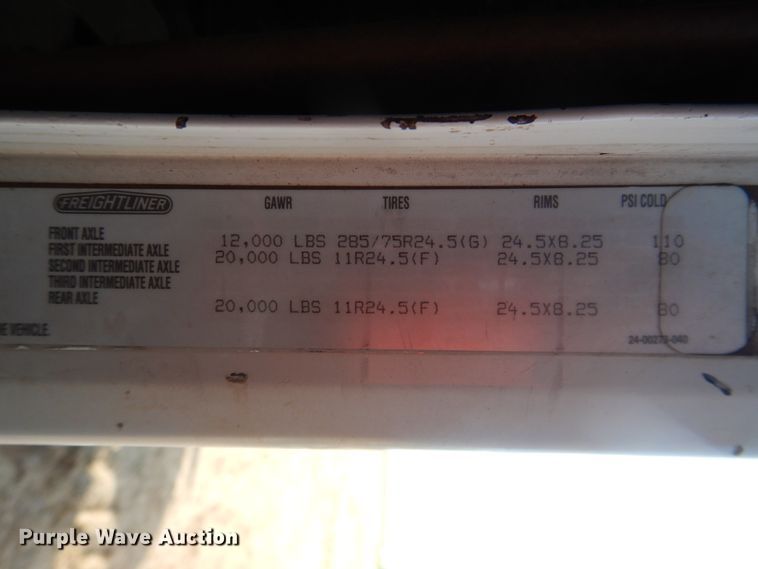 FREIGHTLINER GAWR TIRES RIMS PSI COLD
FRONT AXLE 12,000 LBS 285/75R24.5(G) 24.5X8.25 110
FIRST INTERMEDIATE AXLE 20,000 LBS 11R24.5(F) 24.5X8.25 80
SECOND INTERMEDIATE AXLE
THIRD INTERMEDIATE AXLE
REAR AXLE 20,000 LBS 11R24.5(F) 24.5X8.25 80
VEHICLE.
Purple Wave Auction